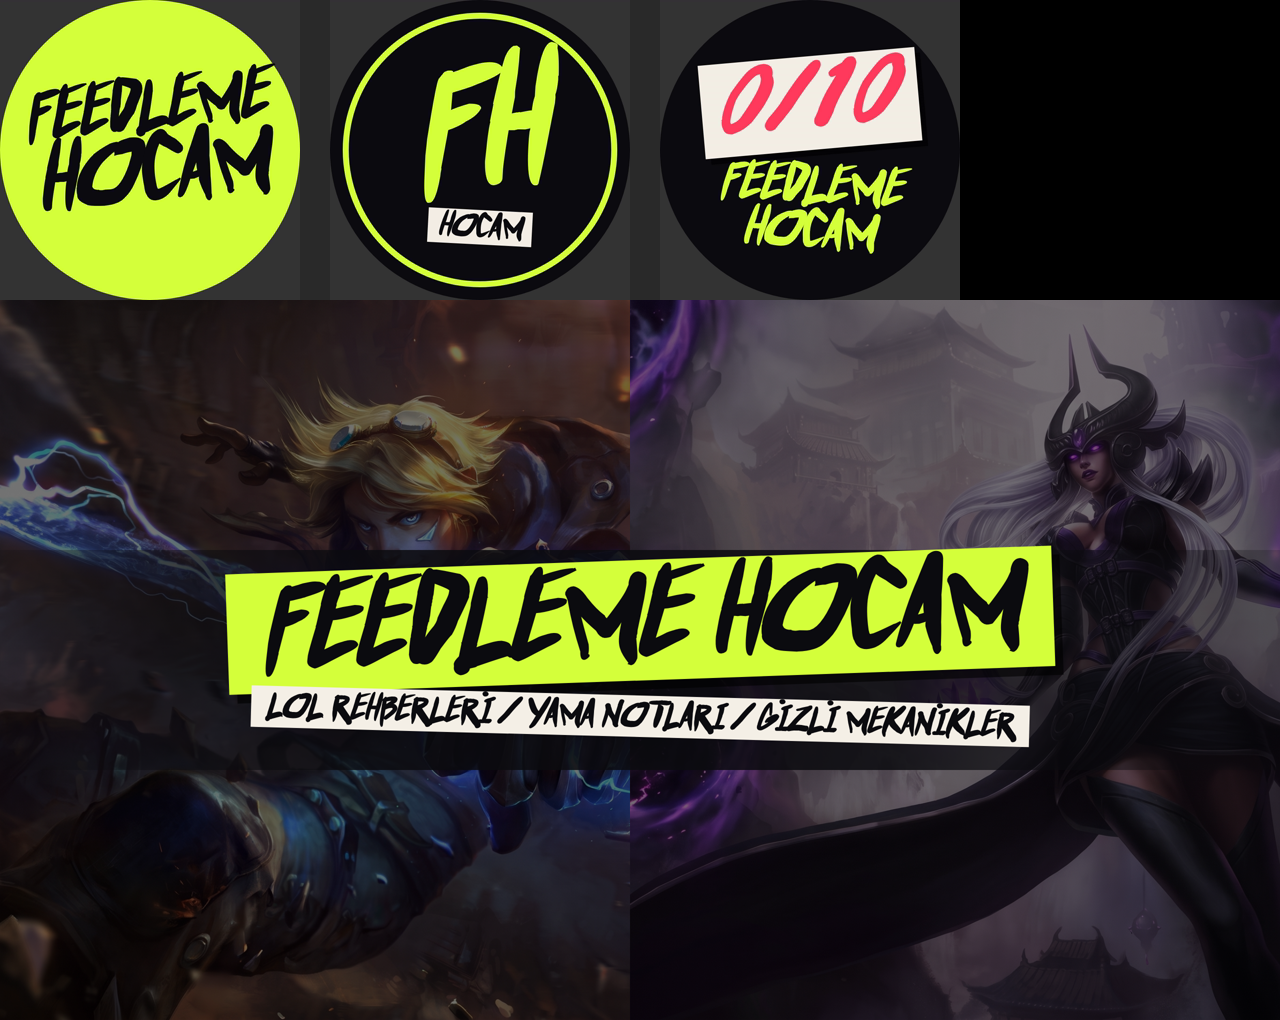 FEEDLEME
HOCAM
FH
HOCAM
0/10
FEEDLEME
HOCAM
FEEDLEME HOCAM
LOL REHBERLERİ / YAMA NOTLARI / GİZLİ MEKANİKLER